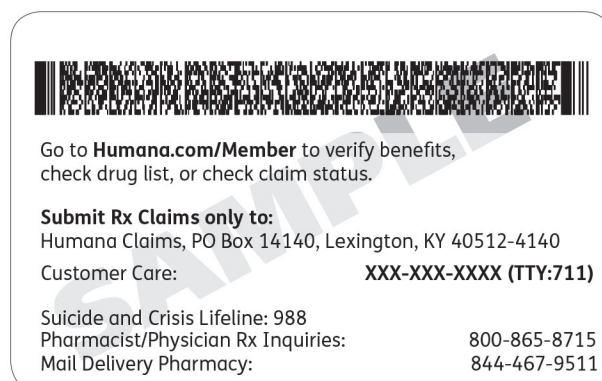 Go to Humana.com/Member to verify benefits,
check drug list, or check claim status.
Submit Rx Claims only to:
Humana Claims, PO Box 14140, Lexington, KY 40512-4140
Customer Care: XXX-XXX-XXXX (TTY:711)
Suicide and Crisis Lifeline: 988
Pharmacist/Physician Rx Inquiries: 800-865-8715
Mail Delivery Pharmacy: 844-467-9511
SAMPLE